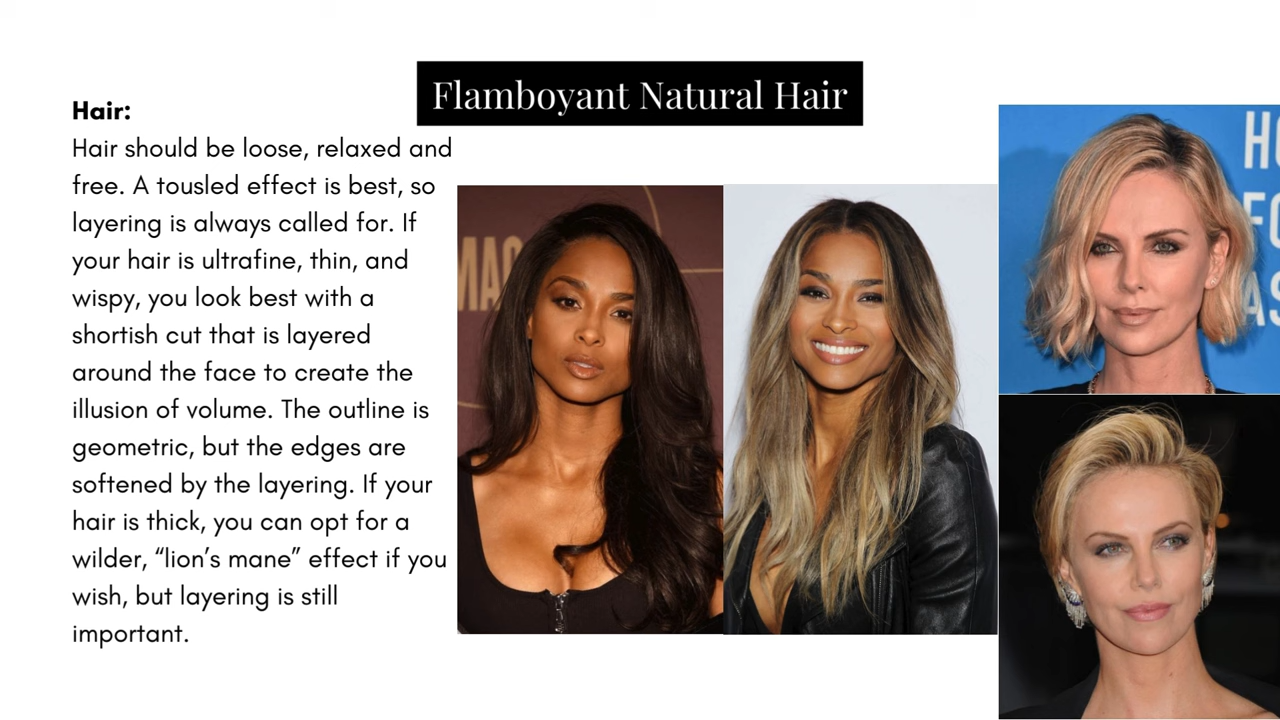 Flamboyant Natural Hair
Hair:
Hair should be loose, relaxed and
free. A tousled effect is best, so
layering is always called for. If
your hair is ultrafine, thin, and
wispy, you look best with a
shortish cut that is layered
around the face to create the
illusion of volume. The outline is
geometric, but the edges are
softened by the layering. If your
hair is thick, you can opt for a
wilder, “lion’s mane” effect if you
wish, but layering is still
important.